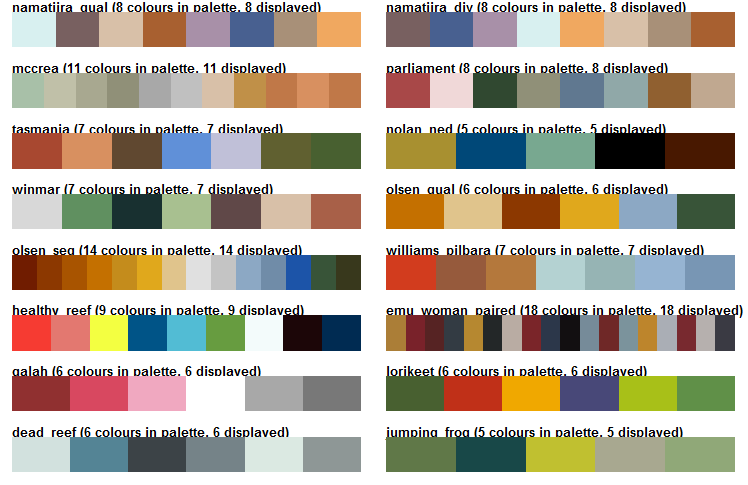 namatjira_qual (8 colours in palette, 8 displayed)
namatjira_div (8 colours in palette, 8 displayed)
mccrea (11 colours in palette, 11 displayed)
parliament (8 colours in palette, 8 displayed)
tasmania (7 colours in palette, 7 displayed)
nolan_ned (5 colours in palette, 5 displayed)
winmar (7 colours in palette, 7 displayed)
olsen_qual (6 colours in palette, 6 displayed)
olsen_seq (14 colours in palette, 14 displayed)
williams_pilbara (7 colours in palette, 7 displayed)
healthy_reef (9 colours in palette, 9 displayed)
emu_woman_paired (18 colours in palette, 18 displayed)
galah (6 colours in palette, 6 displayed)
lorikeet (6 colours in palette, 6 displayed)
dead_reef (6 colours in palette, 6 displayed)
jumping_frog (5 colours in palette, 5 displayed)